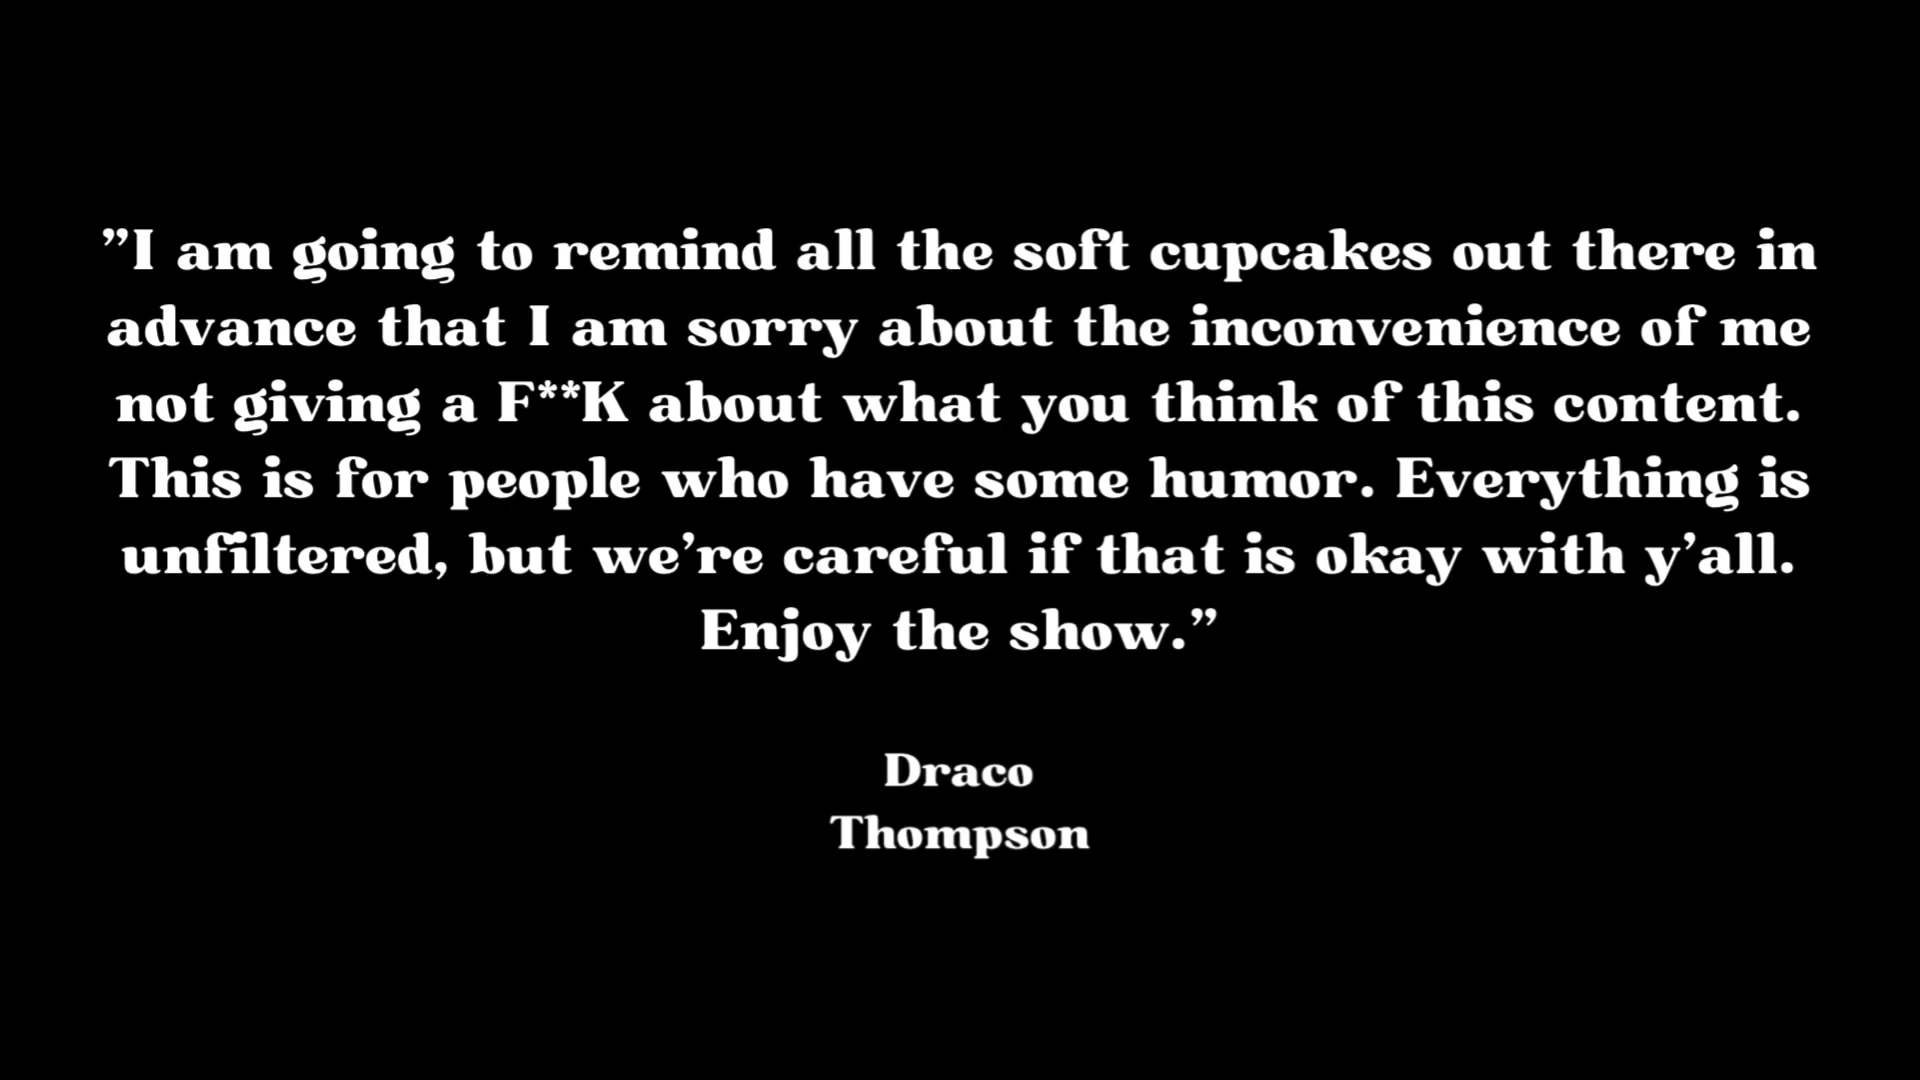 ”I am going to remind all the soft cupcakes out there in
advance that I am sorry about the inconvenience of me
not giving a F**K about what you think of this content.
This is for people who have some humor. Everything is
unfiltered, but we’re careful if that is okay with y’all.
Enjoy the show.”
Draco
Thompson